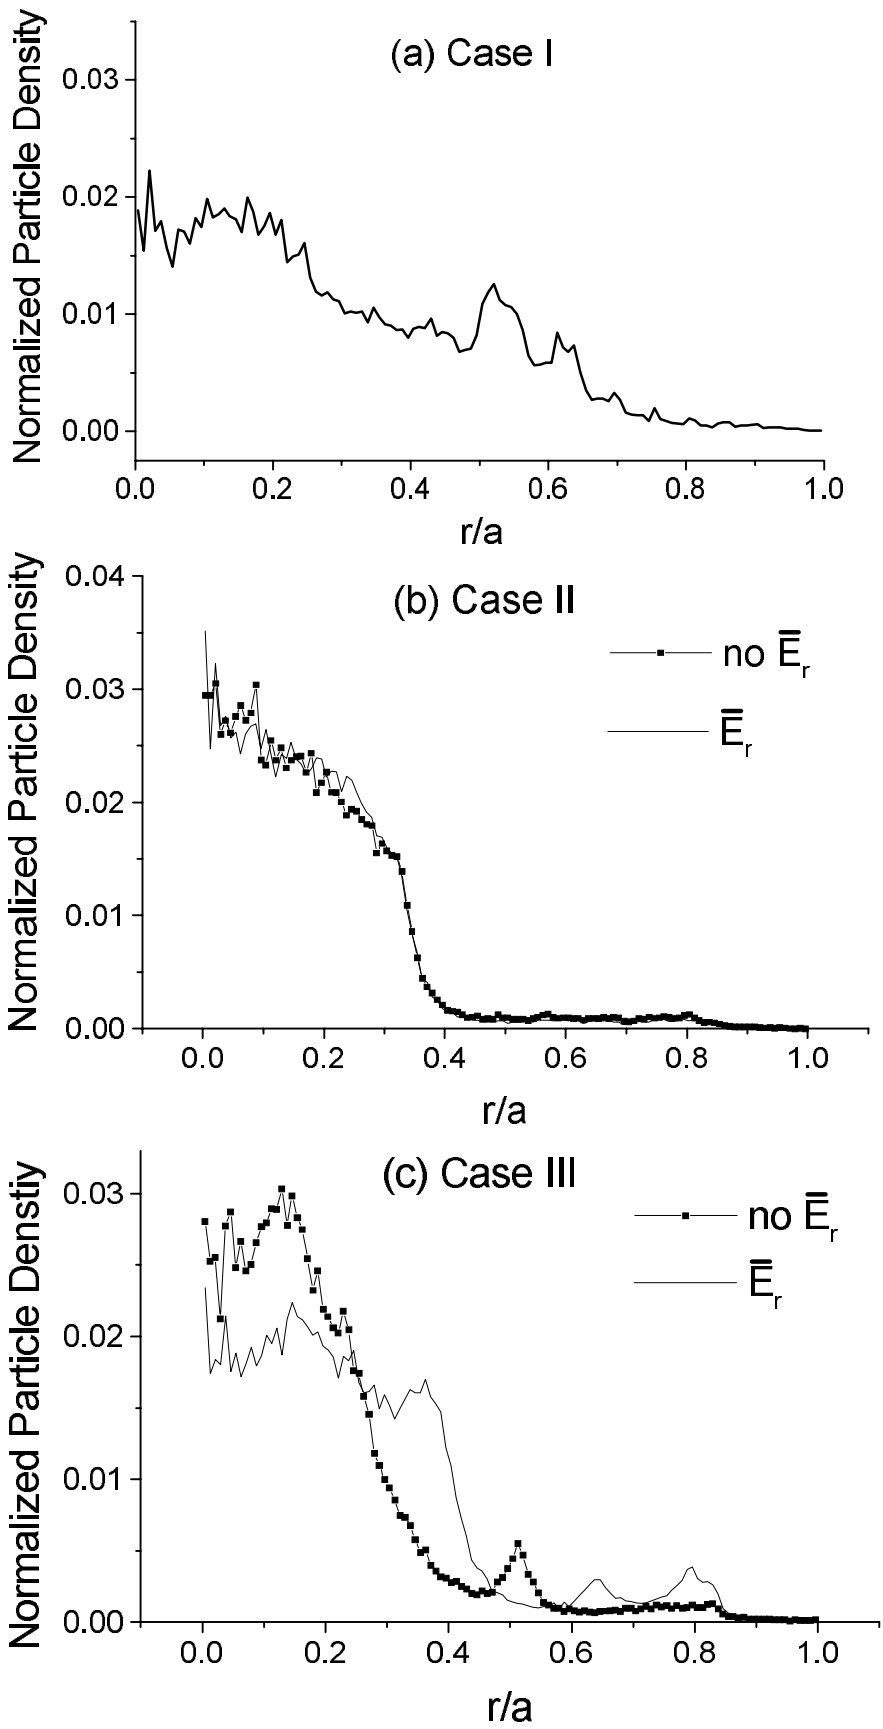 (a) Case I
Normalized Particle Density
0.03
0.02
0.01
0.00
0.0 0.2 0.4 0.6 0.8 1.0
r/a
(b) Case II
Normalized Particle Density
0.04
0.03
0.02
0.01
0.00
no E̿r
E̿r
0.0 0.2 0.4 0.6 0.8 1.0
r/a
(c) Case III
Normalized Particle Denstiy
0.03
0.02
0.01
0.00
no E̿r
E̿r
0.0 0.2 0.4 0.6 0.8 1.0
r/a